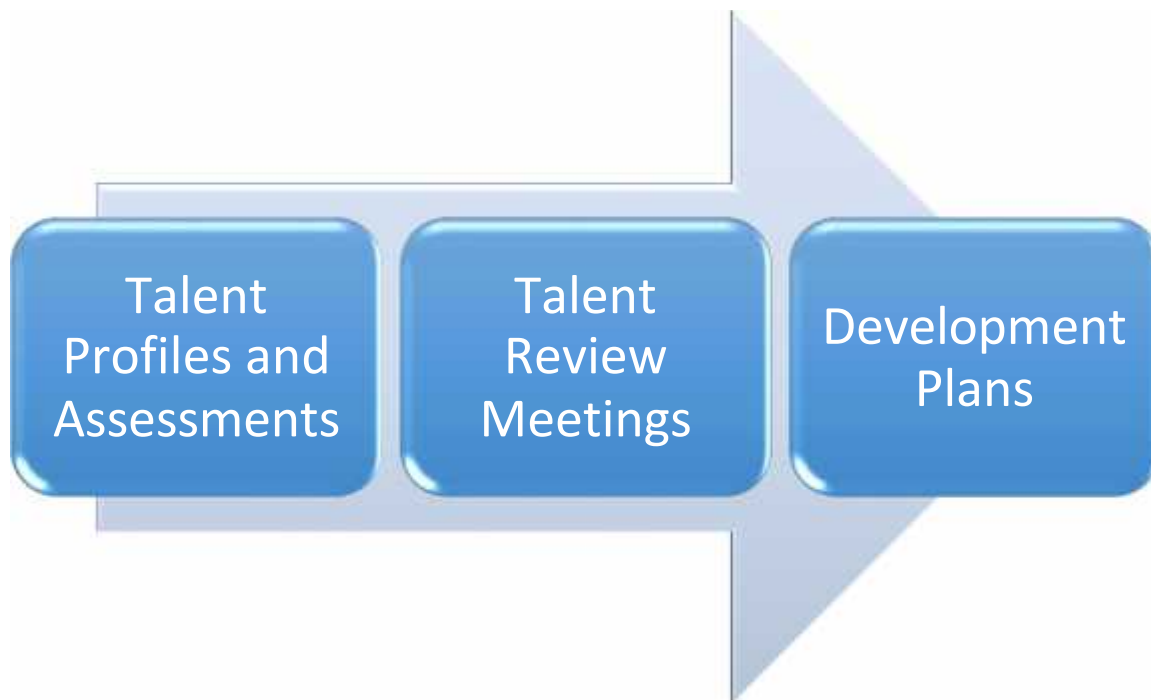 Talent
Profiles and
Assessments
Talent
Review
Meetings
Development
Plans